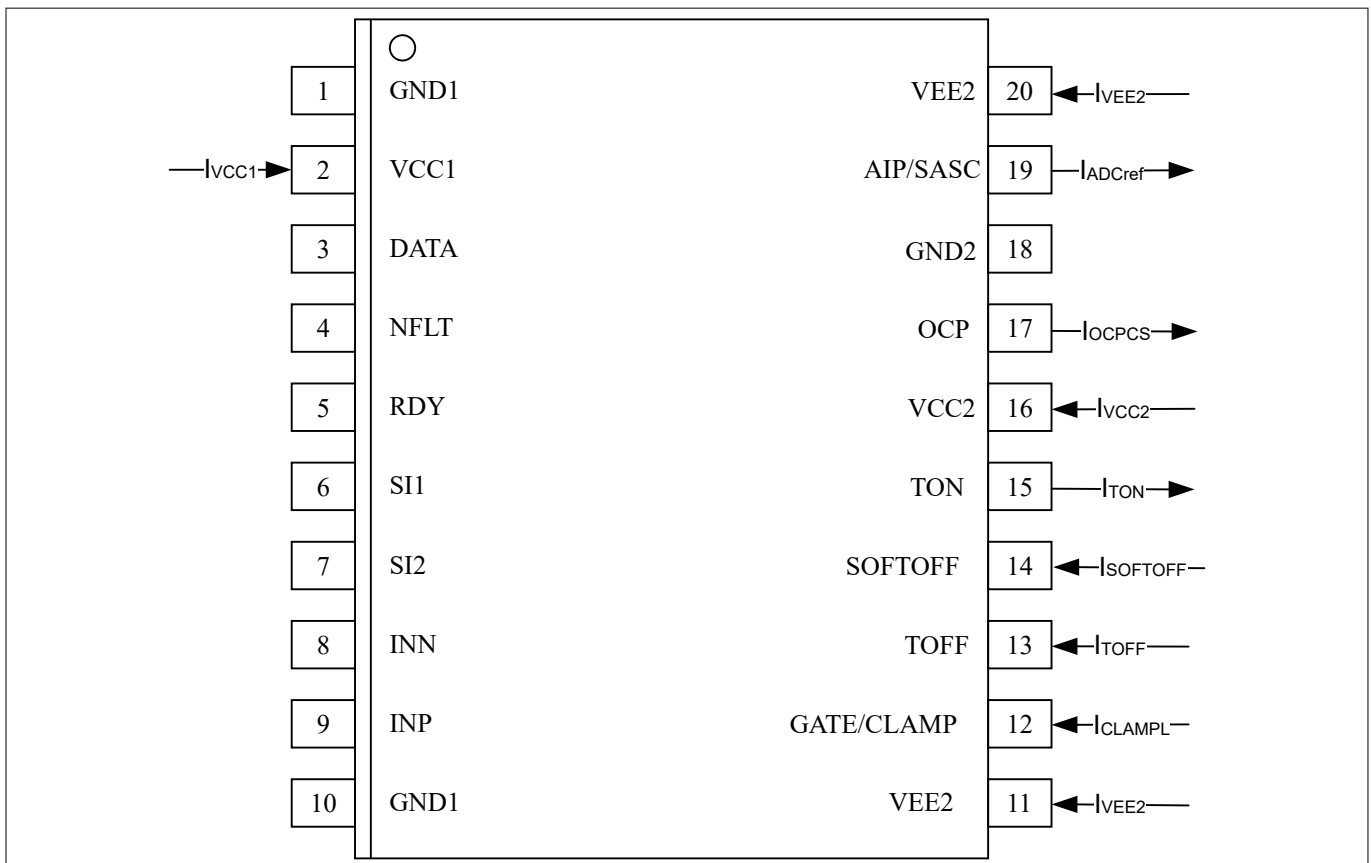 1 GND1 VEE2 20 IVEE2
IVCC1 2 VCC1 AIP/SASC 19 IADCref
3 DATA GND2 18
4 NFLT OCP 17 IOCPCS
5 RDY VCC2 16 IVCC2
6 SI1 TON 15 ITON
7 SI2 SOFTOFF 14 ISOFTOFF
8 INN TOFF 13 ITOFF
9 INP GATE/CLAMP 12 ICLAMPL
10 GND1 VEE2 11 IVEE2